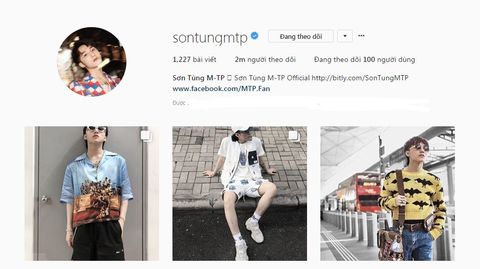 sontungmtp Đang theo dõi
1,227 bài viết 2m người theo dõi Đang theo dõi 100 người dùng
Sơn Tùng M-TP Sơn Tùng M-TP Official http://bitly.com/SonTungMTP
www.facebook.com/MTP.Fan
Được